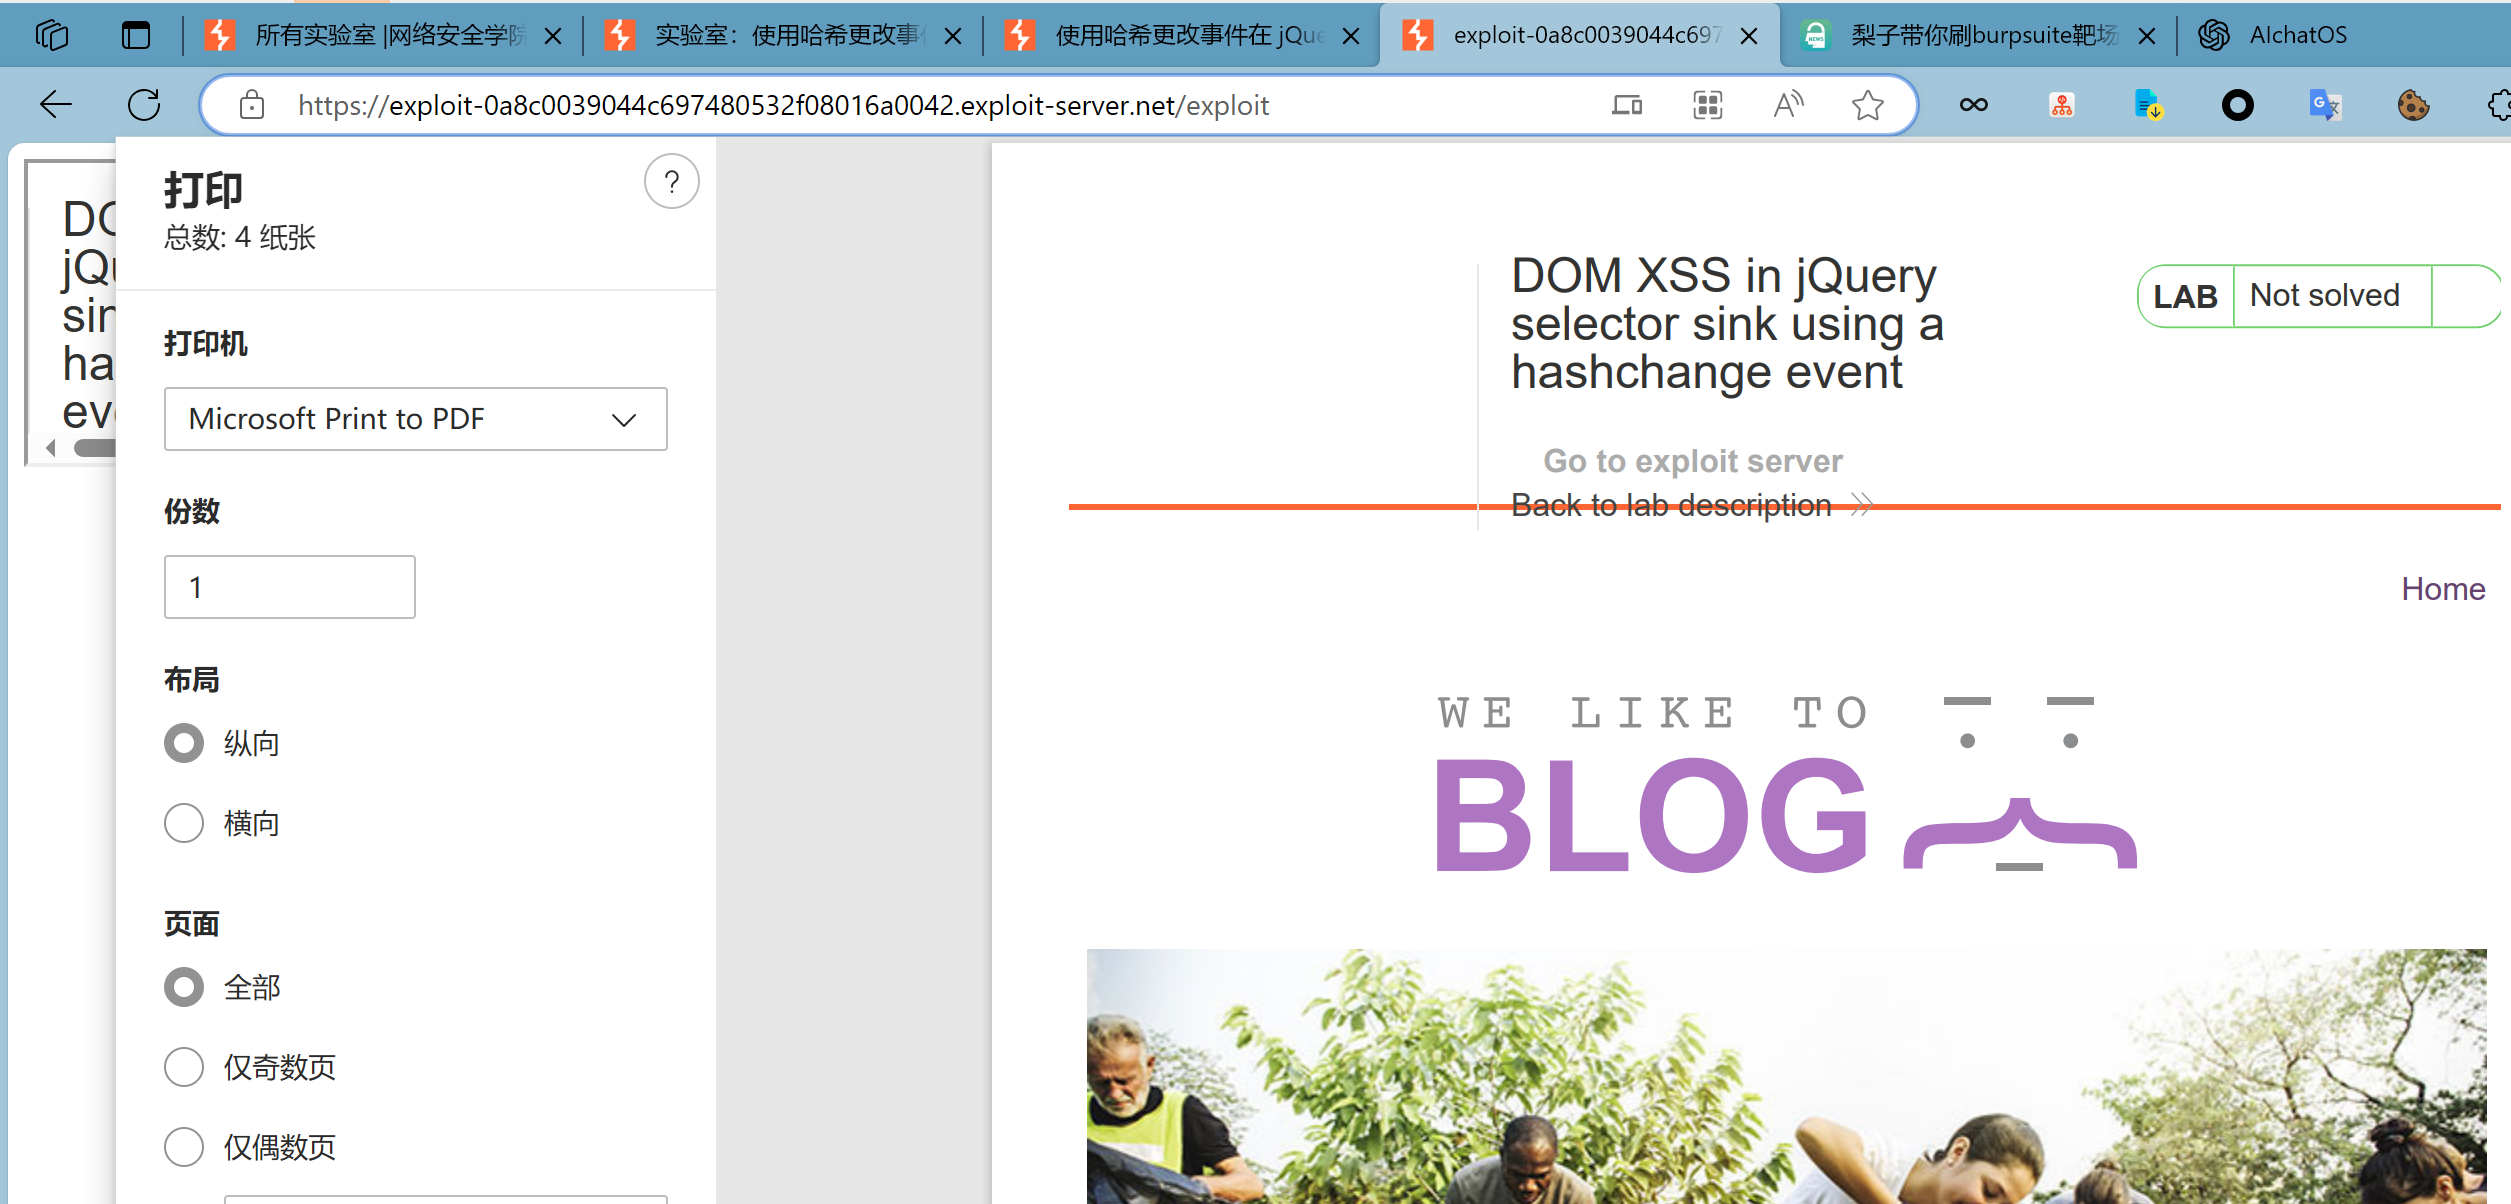 所有实验室 |网络安全学院
实验室：使用哈希更改事
使用哈希更改事件在 jQue
exploit-0a8c0039044c697
梨子带你刷burpsuite靶场
AIchatOS
https://exploit-0a8c0039044c697480532f08016a0042.exploit-server.net/exploit
DO
jQu
sin
ha
eve
打印
?
总数: 4 纸张
打印机
Microsoft Print to PDF
份数
1
布局
纵向
横向
页面
全部
仅奇数页
仅偶数页
DOM XSS in jQuery
selector sink using a
hashchange event
LAB
Not solved
Go to exploit server
Back to lab description
Home
WE LIKE TO
BLOG